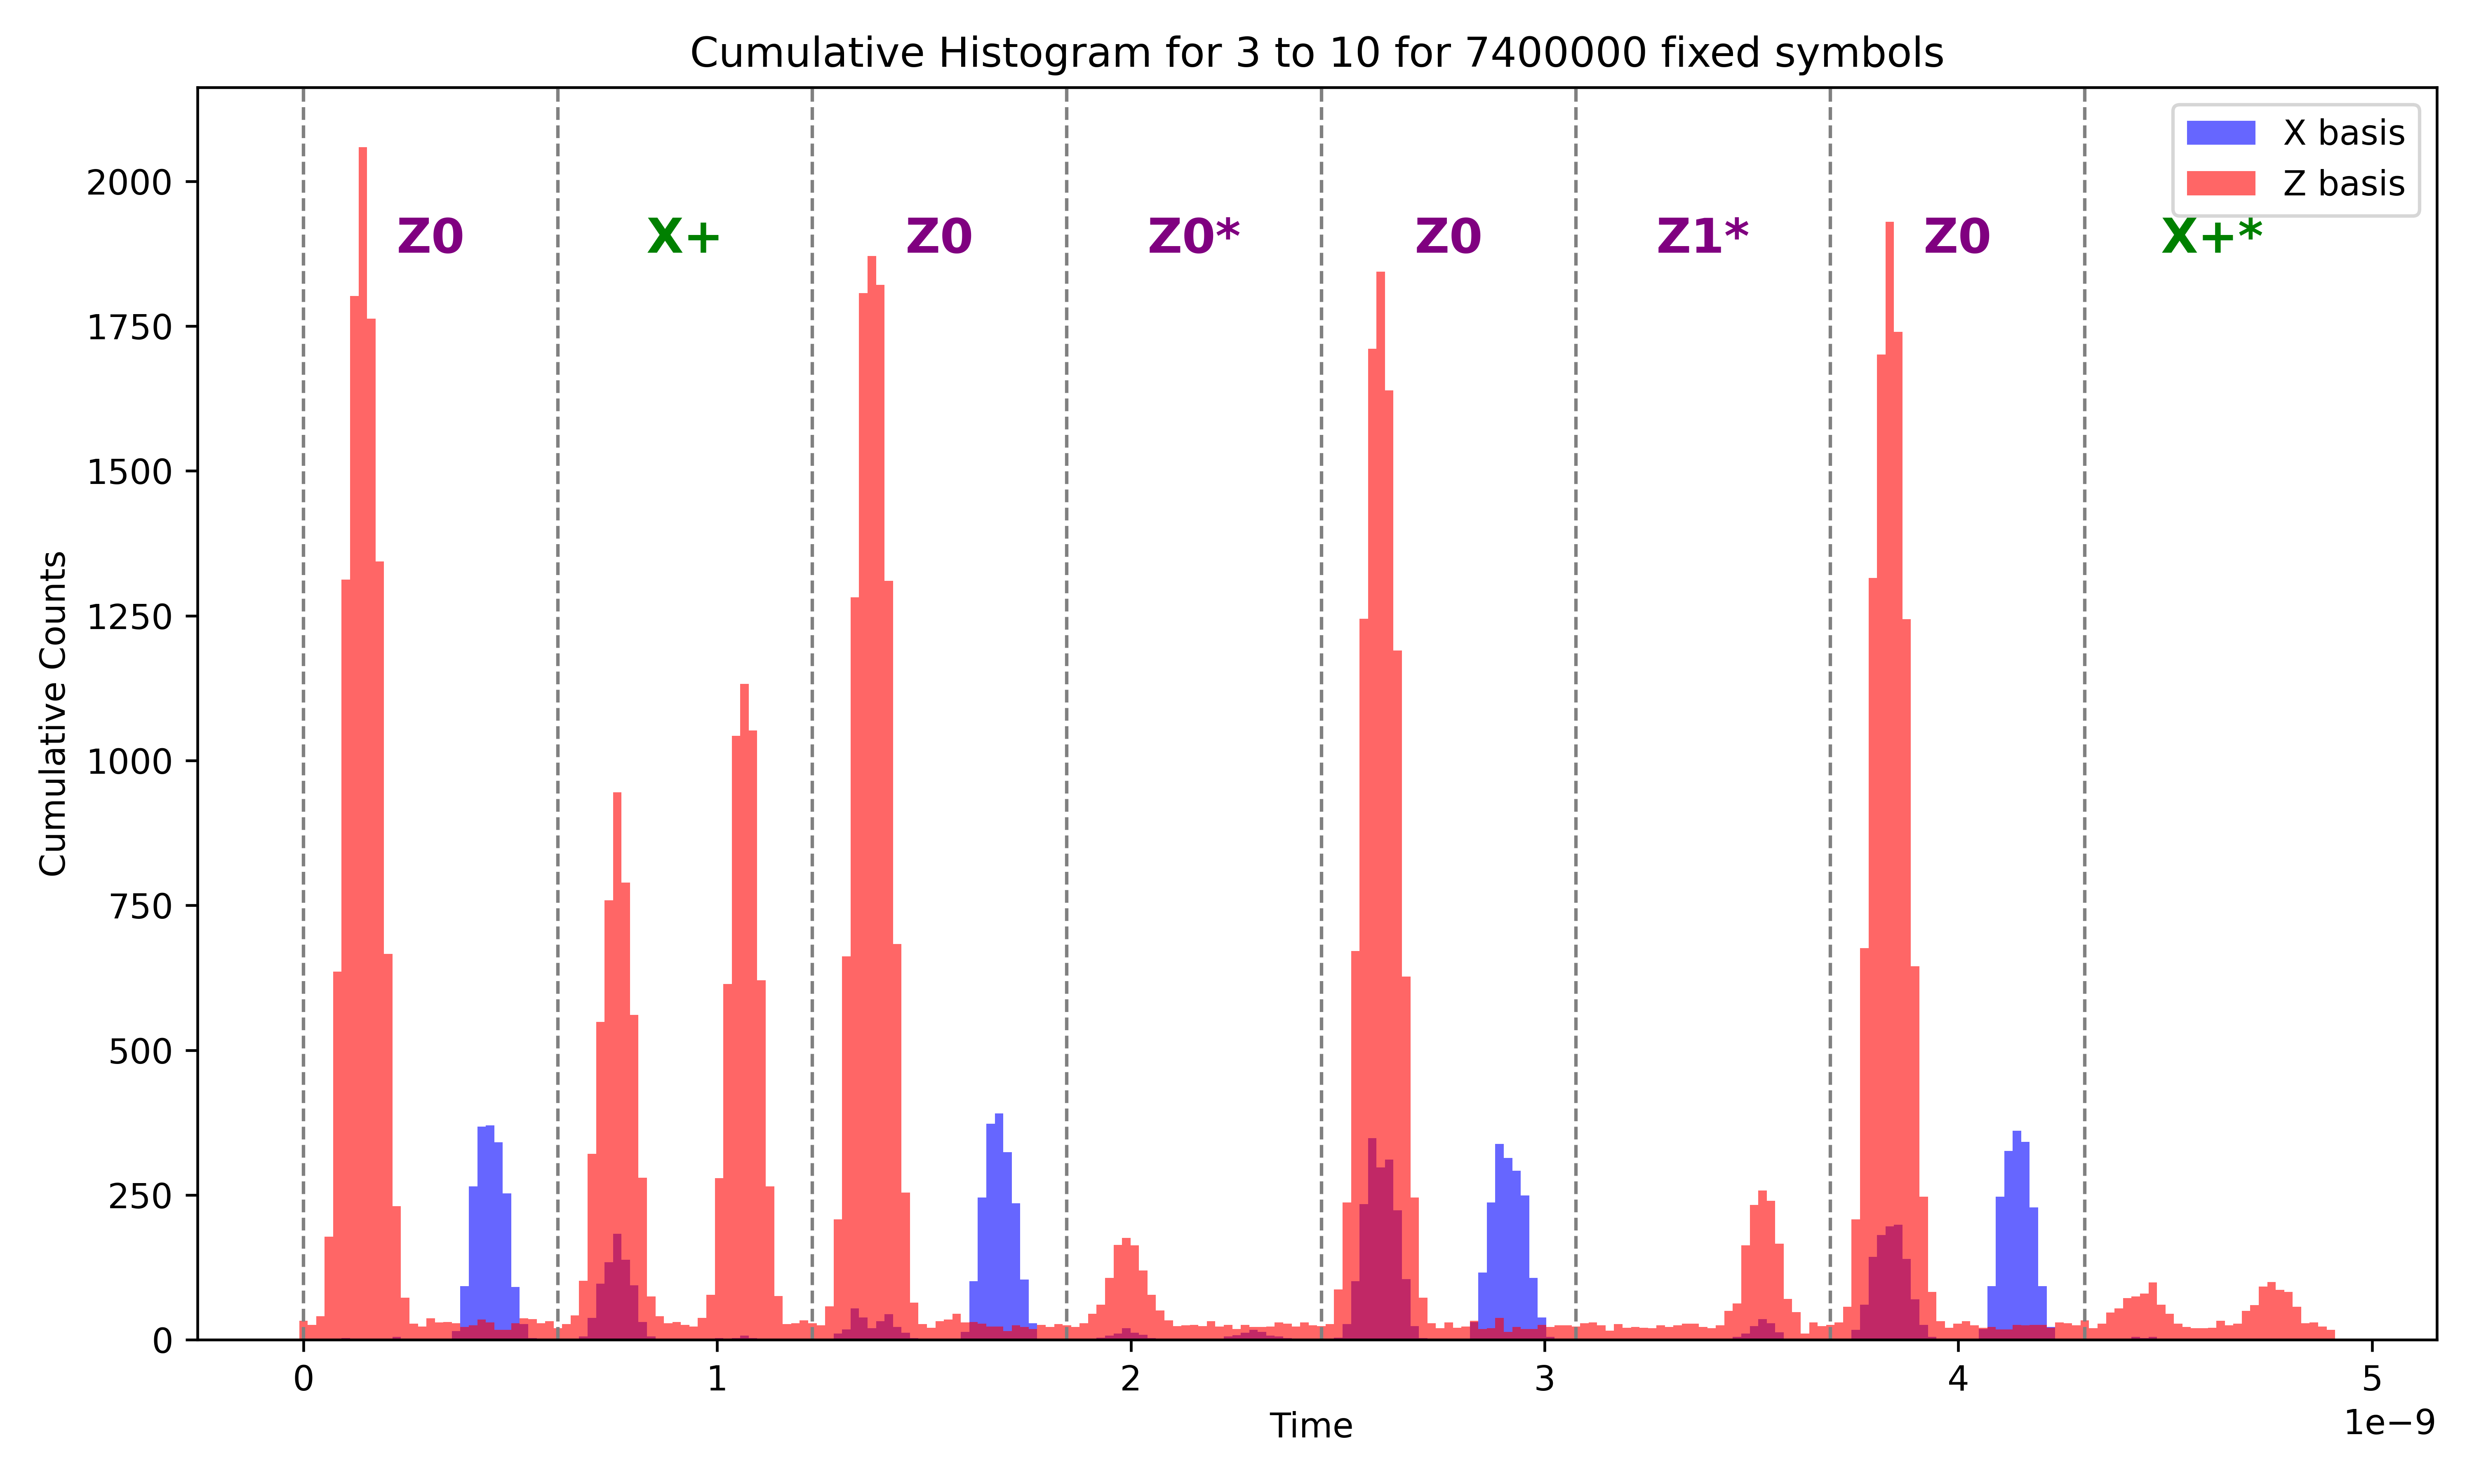 Cumulative Histogram for 3 to 10 for 7400000 fixed symbols
X basis
Z basis
Z0 X+ Z0 Z0* Z0 Z1* Z0 X+*
Cumulative Counts
2000
1750
1500
1250
1000
750
500
250
0
0 1 2 3 4 5
Time
1e−9